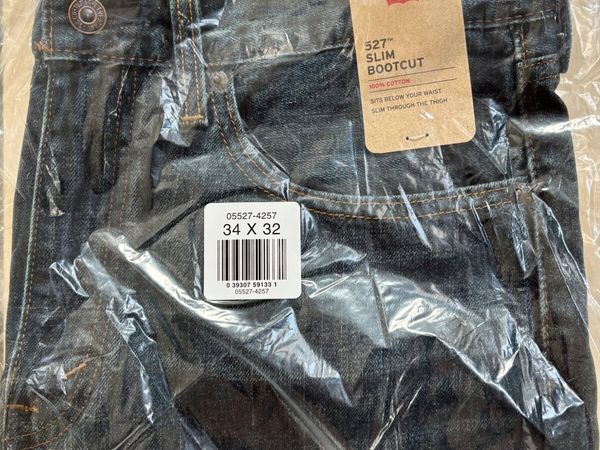 527™
SLIM
BOOTCUT
100% COTTON
SITS BELOW YOUR WAIST
SLIM THROUGH THE THIGH
05527-4257
34 X 32
0 39307 59133 1
05527-4257